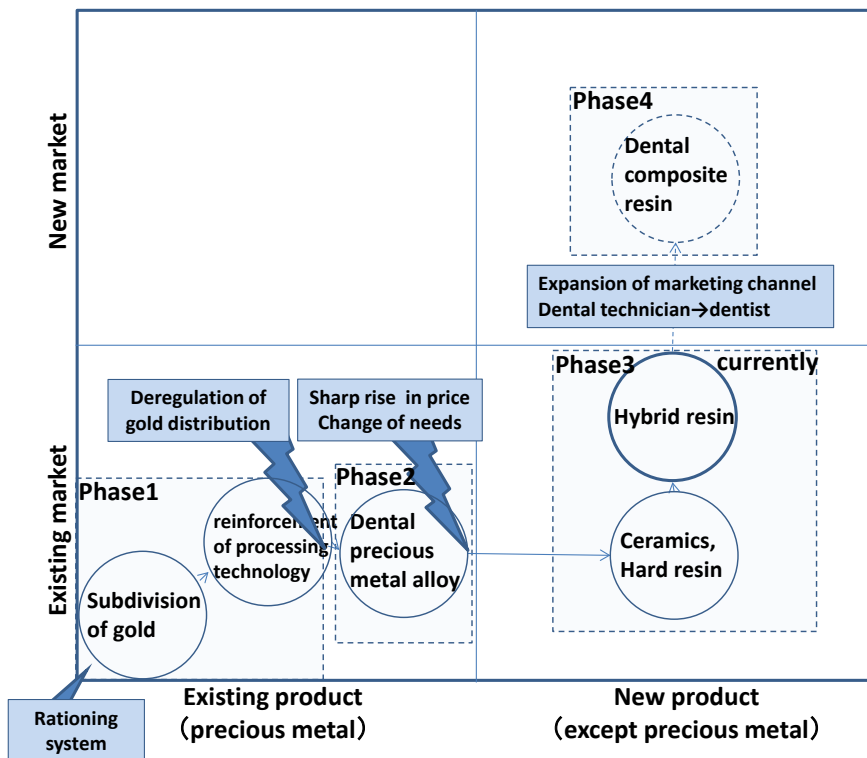 New market
Existing market
Phase4
Dental
composite
resin
Expansion of marketing channel
Dental technician→dentist
Phase3
currently
Hybrid resin
Ceramics,
Hard resin
Deregulation of
gold distribution
Sharp rise in price
Change of needs
Phase1
reinforcement
of processing
technology
Subdivision
of gold
Phase2
Dental
precious
metal alloy
Rationing
system
Existing product
（precious metal）
New product
（except precious metal）